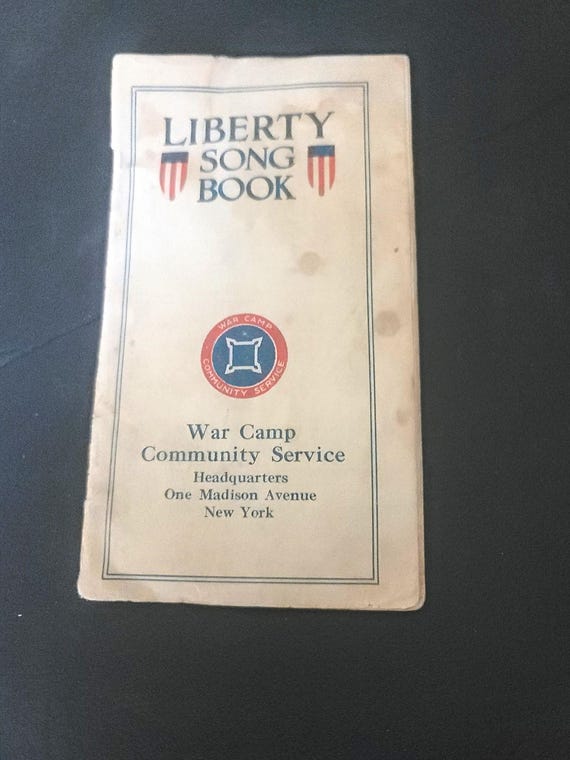 LIBERTY
SONG
BOOK
WAR CAMP
COMMUNITY SERVICE
War Camp
Community Service
Headquarters
One Madison Avenue
New York